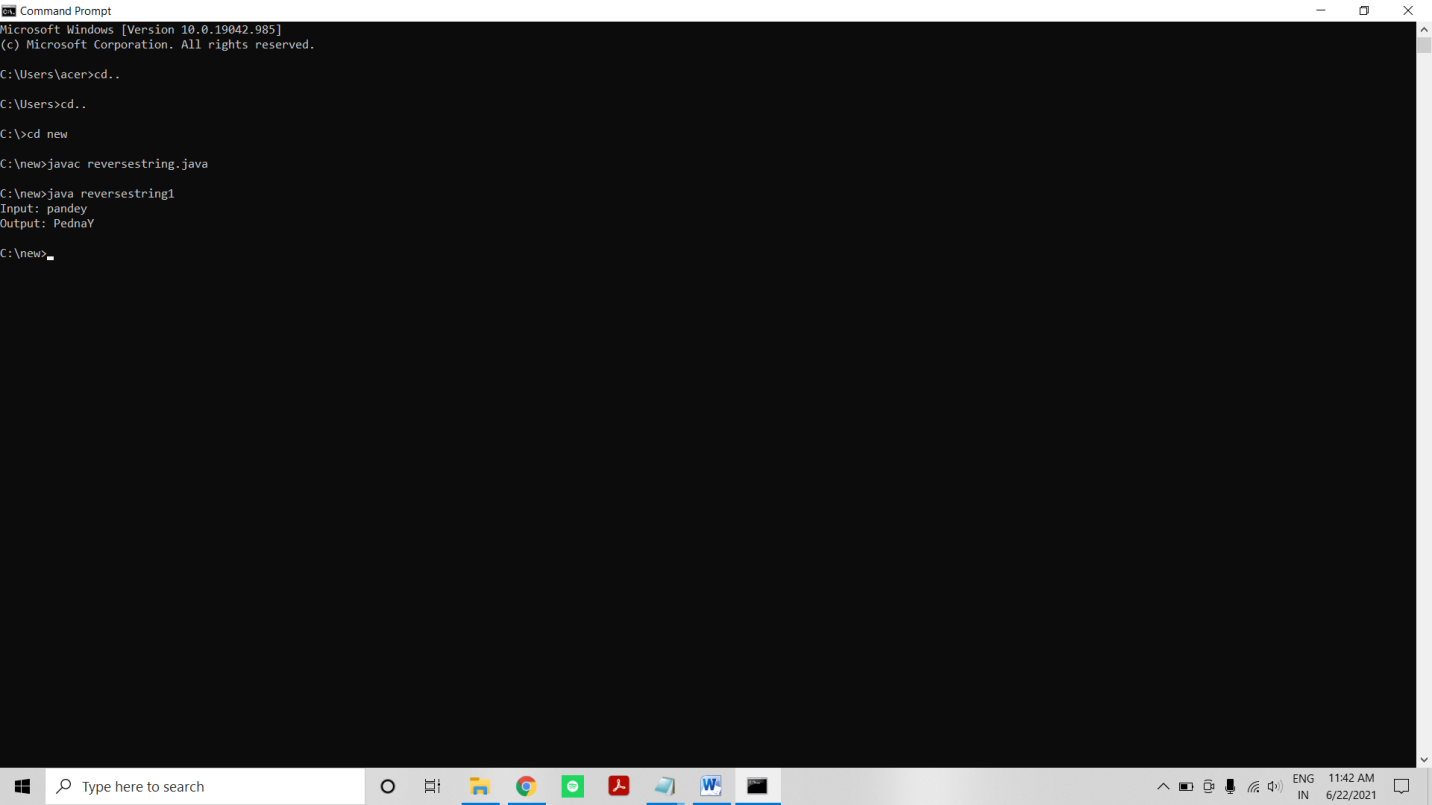 Command Prompt
Microsoft Windows [Version 10.0.19042.985]
(c) Microsoft Corporation. All rights reserved.
C:\Users\acer>cd..
C:\Users>cd..
C:\>cd new
C:\new>javac reversestring.java
C:\new>java reversestring1
Input: pandey
Output: PednaY
C:\new>
Type here to search
ENG
IN
11:42 AM
6/22/2021